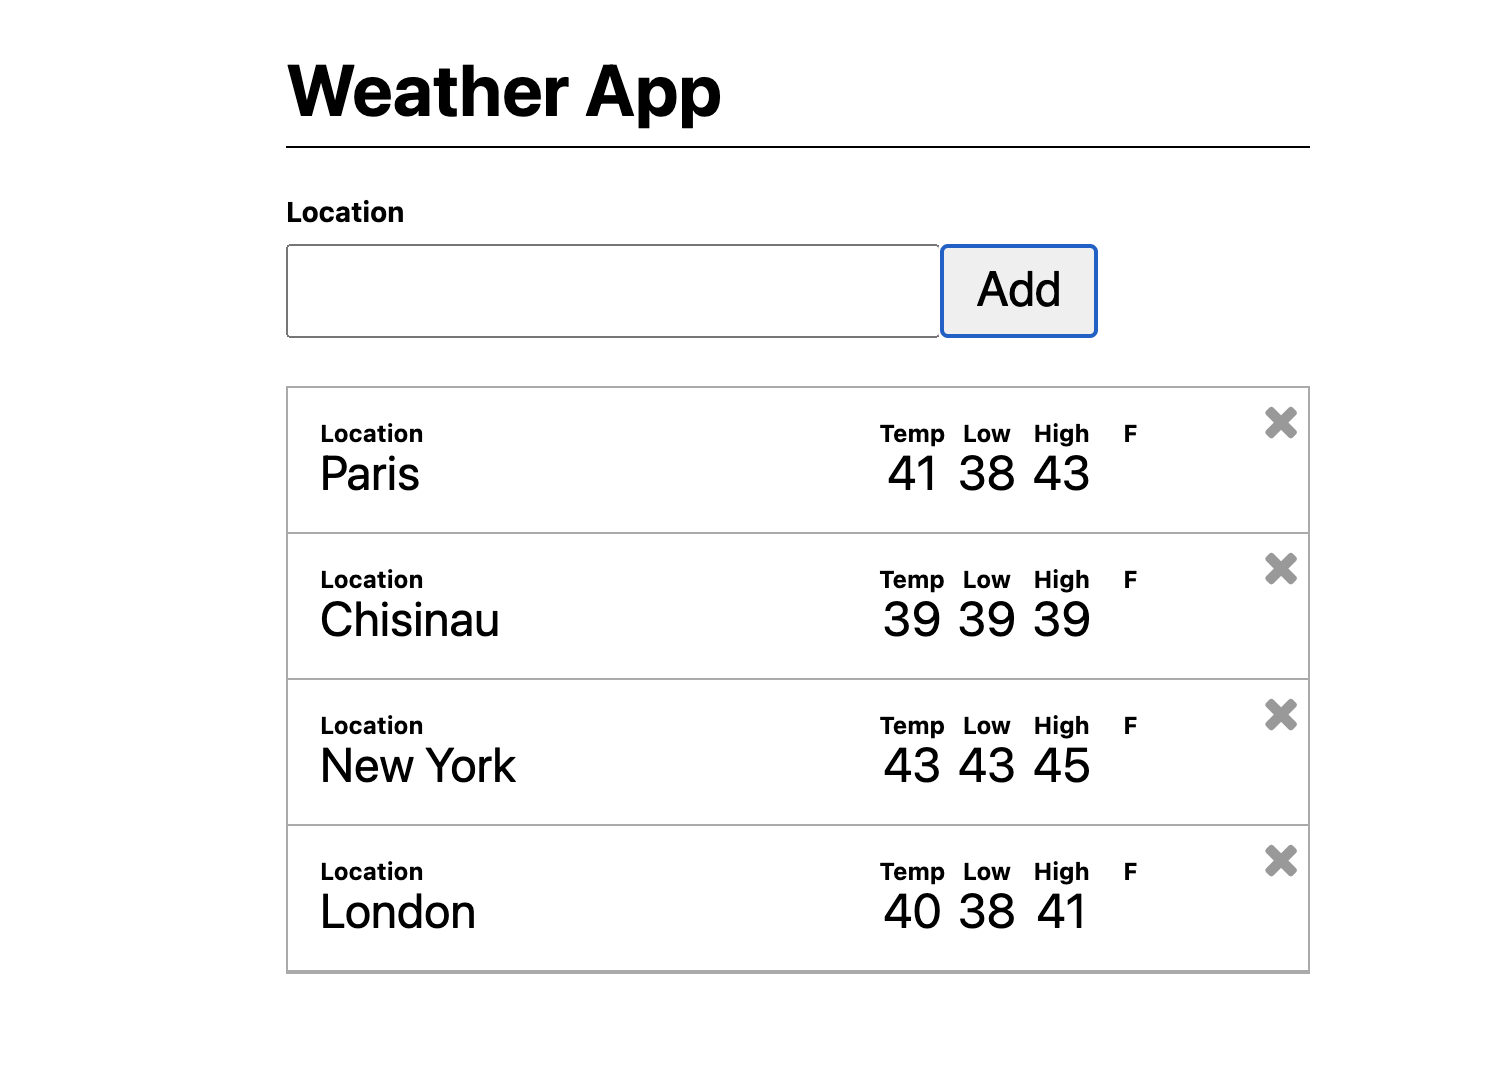 Weather App
Location
Add
Location Temp Low High F
Paris 41 38 43
Location Temp Low High F
Chisinau 39 39 39
Location Temp Low High F
New York 43 43 45
Location Temp Low High F
London 40 38 41